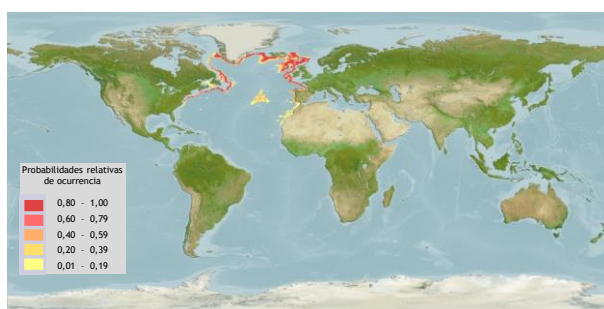 Probabilidades relativas
de ocurrencia
0,80 - 1,00
0,60 - 0,79
0,40 - 0,59
0,20 - 0,39
0,01 - 0,19